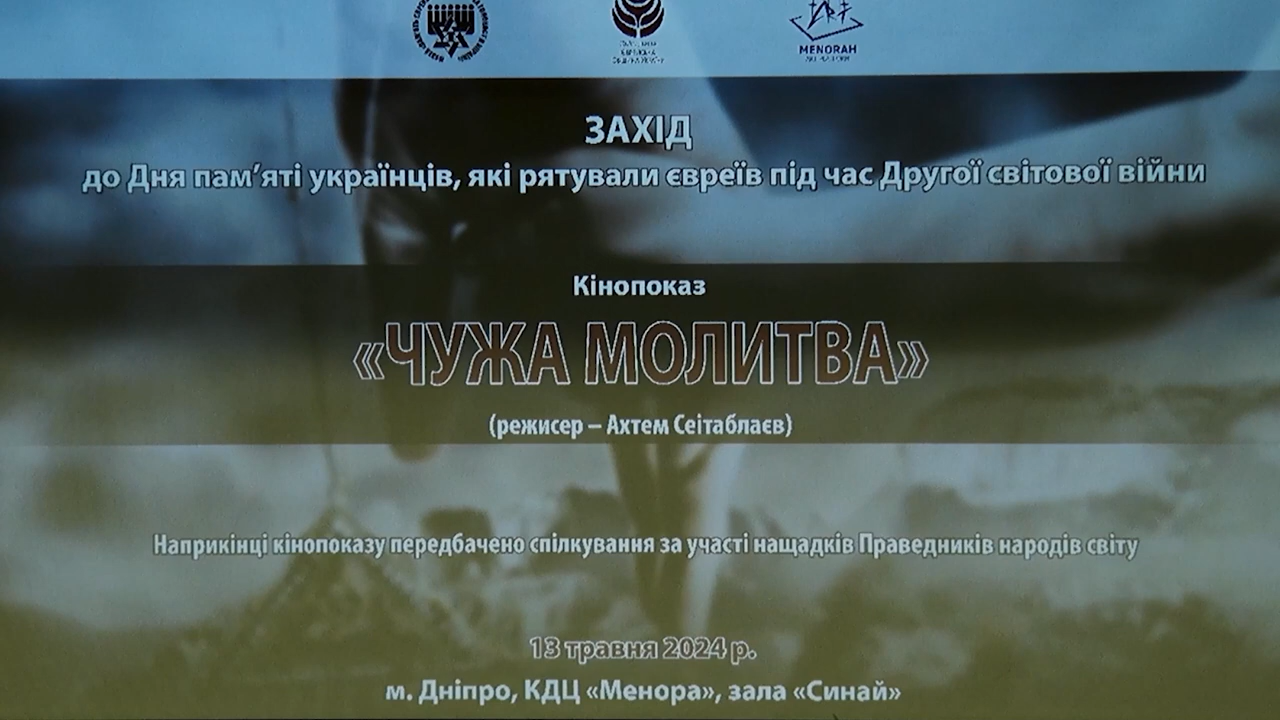 MENORAH
ЗАХІД
до Дня пам’яті українців, які рятували євреїв під час Другої світової війни
Кінопоказ
«ЧУЖА МОЛИТВА»
(режисер – Ахтем Сеітаблаєв)
Наприкінці кінопоказу передбачено спілкування за участі нащадків Праведників народів світу
13 травня 2024 р.
м. Дніпро, КДЦ «Менора», зала «Синай»